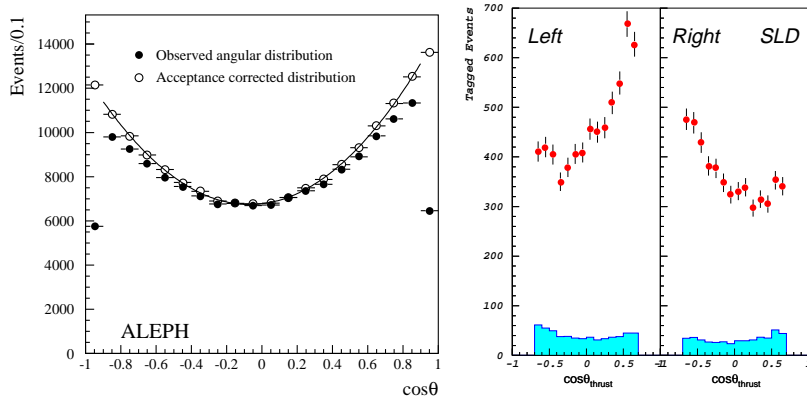 Events/0.1
14000
12000
10000
8000
6000
4000
2000
0
Observed angular distribution
Acceptance corrected distribution
ALEPH
-1 -0.8 -0.6 -0.4 -0.2 0 0.2 0.4 0.6 0.8 1
cosθ
Tagged Events
700
600
500
400
300
200
100
0
Left
Right SLD
-1 -0.5 0 0.5 -1 -0.5 0 0.5 1
cosθthrust cosθthrust